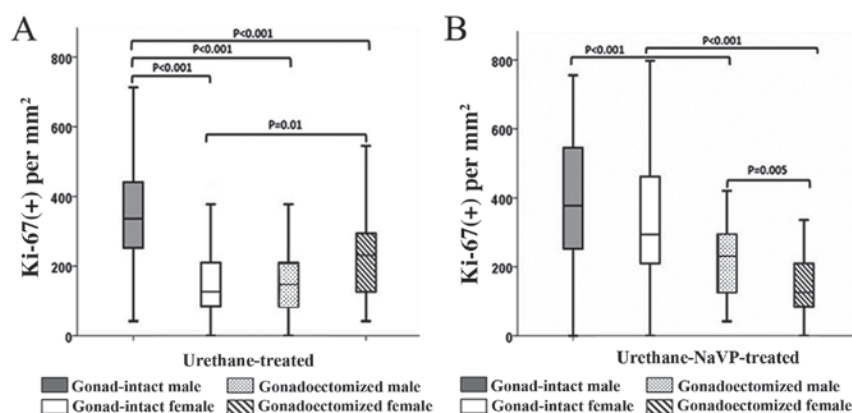 A
P<0.001
P<0.001
P<0.001
P=0.01
Ki-67(+) per mm²
800
600
400
200
0
Urethane-treated
Gonad-intact male
Gonadoectomized male
Gonad-intact female
Gonadoectomized female
B
P<0.001
P<0.001
P=0.005
Ki-67(+) per mm²
800
600
400
200
0
Urethane-NaVP-treated
Gonad-intact male
Gonadoectomized male
Gonad-intact female
Gonadoectomized female